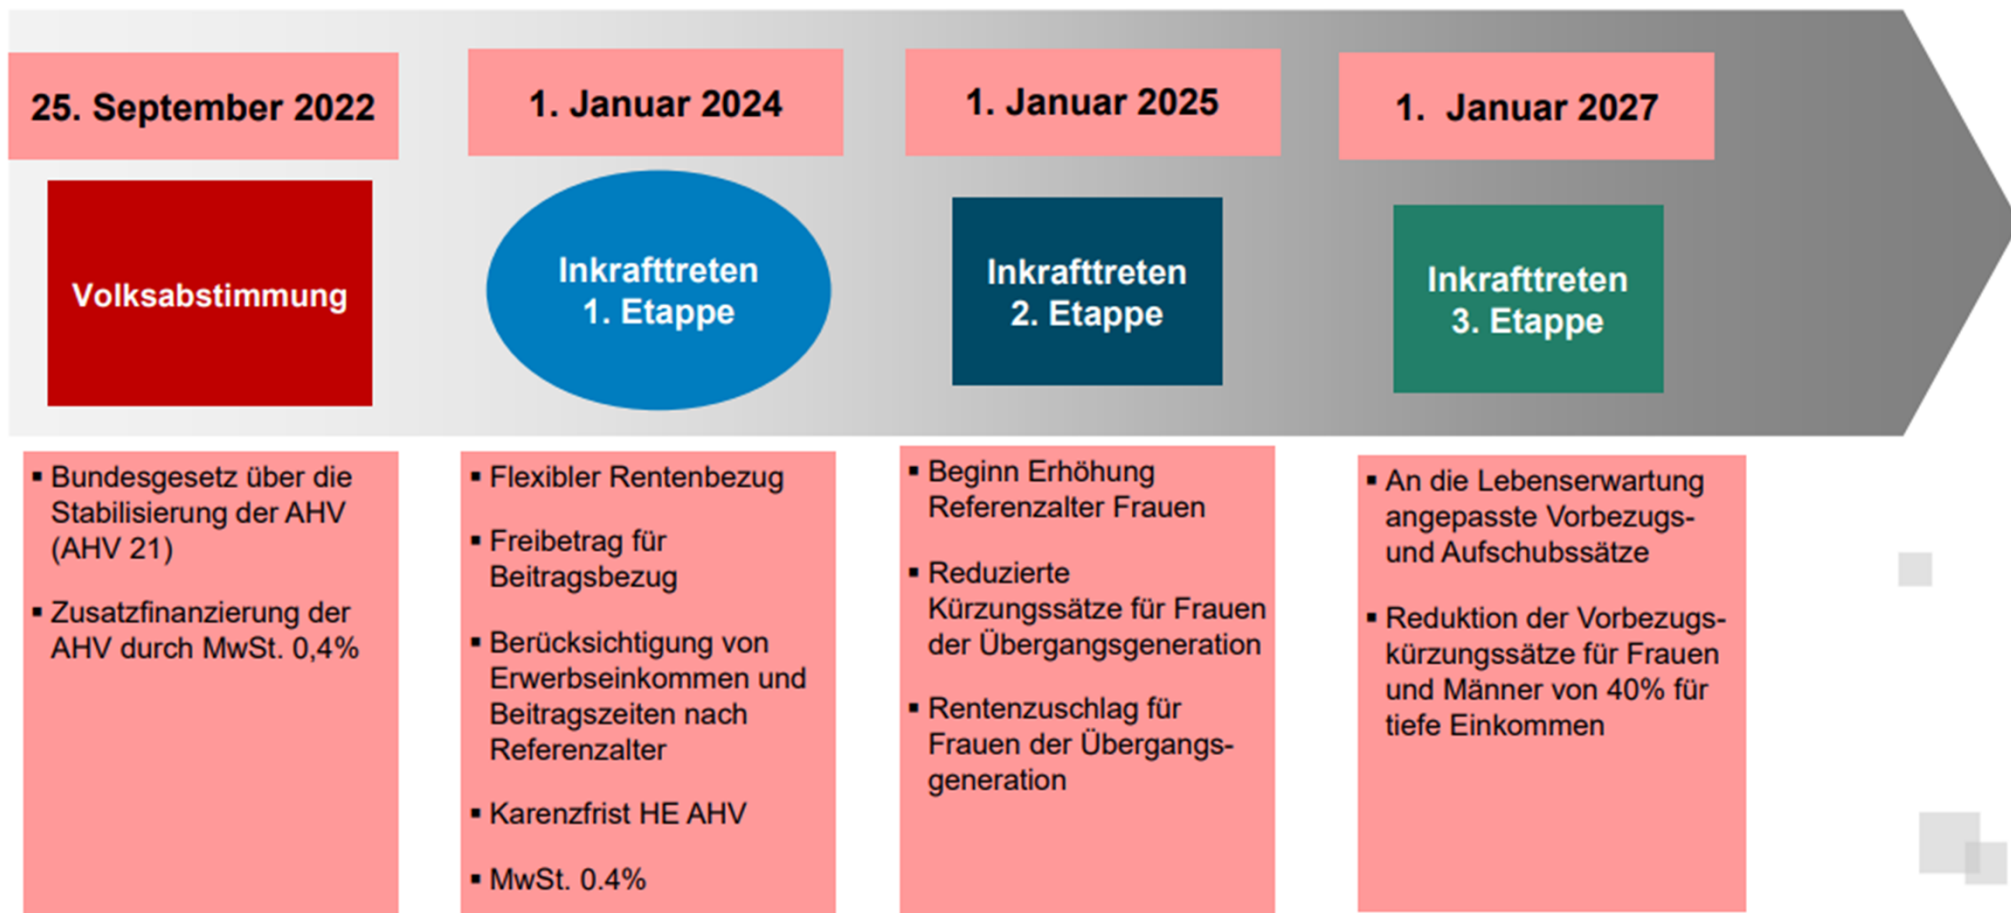 25. September 2022
1. Januar 2024
1. Januar 2025
1. Januar 2027
Volksabstimmung
Inkrafttreten
1. Etappe
Inkrafttreten
2. Etappe
Inkrafttreten
3. Etappe
▪ Bundesgesetz über die
Stabilisierung der AHV
(AHV 21)
▪ Zusatzfinanzierung der
AHV durch MwSt. 0,4%
▪ Flexibler Rentenbezug
▪ Freibetrag für
Beitragsbezug
▪ Berücksichtigung von
Erwerbseinkommen und
Beitragszeiten nach
Referenzalter
▪ Karenzfrist HE AHV
▪ MwSt. 0.4%
▪ Beginn Erhöhung
Referenzalter Frauen
▪ Reduzierte
Kürzungssätze für Frauen
der Übergangsgeneration
▪ Rentenzuschlag für
Frauen der Übergangs-
generation
▪ An die Lebenserwartung
angepasste Vorbezugs-
und Aufschubssätze
▪ Reduktion der Vorbezugs-
kürzungssätze für Frauen
und Männer von 40% für
tiefe Einkommen